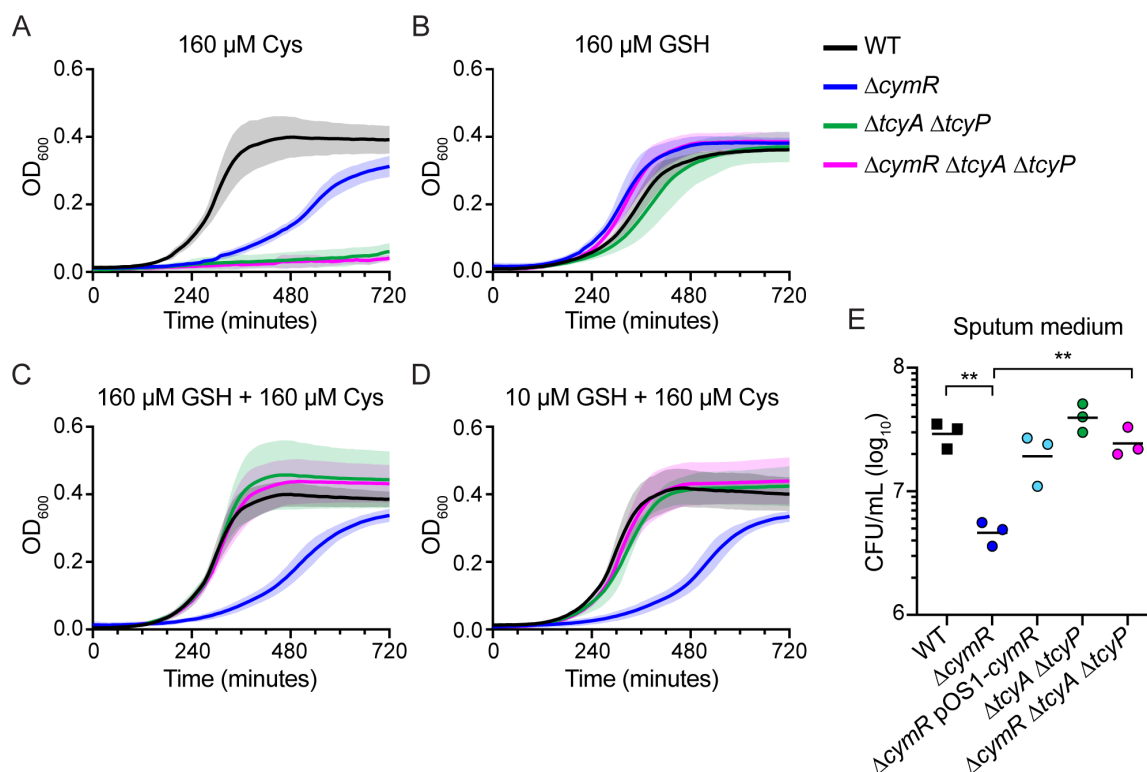 A
160 µM Cys
0.6
0.4
0.2
0.0
OD600
0
240
480
720
Time (minutes)
B
160 µM GSH
0.6
0.4
0.2
0.0
OD600
0
240
480
720
Time (minutes)
WT
ΔcymR
ΔtcyA ΔtcyP
ΔcymR ΔtcyA ΔtcyP
C
160 µM GSH + 160 µM Cys
0.6
0.4
0.2
0.0
OD600
0
240
480
720
Time (minutes)
D
10 µM GSH + 160 µM Cys
0.6
0.4
0.2
0.0
OD600
0
240
480
720
Time (minutes)
E
Sputum medium
**
**
8
7
6
CFU/mL (log10)
WT
ΔcymR
ΔcymR pOS1-cymR
ΔtcyA ΔtcyP
ΔcymR ΔtcyA ΔtcyP